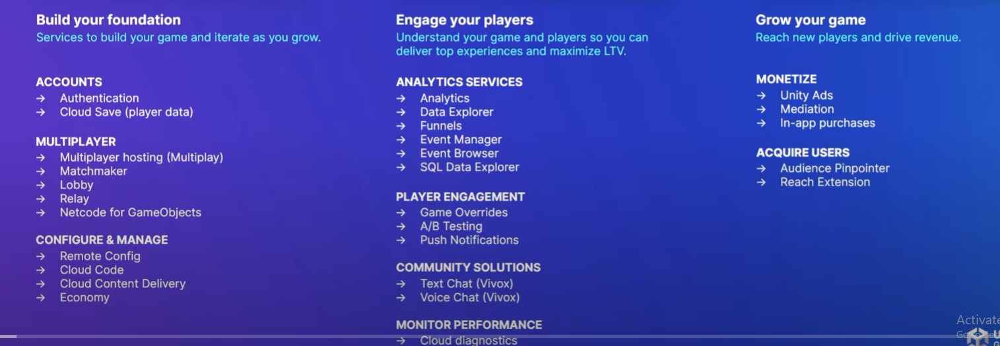 Build your foundation
Services to build your game and iterate as you grow.
ACCOUNTS
→ Authentication
→ Cloud Save (player data)
MULTIPLAYER
→ Multiplayer hosting (Multiplay)
→ Matchmaker
→ Lobby
→ Relay
→ Netcode for GameObjects
CONFIGURE & MANAGE
→ Remote Config
→ Cloud Code
→ Cloud Content Delivery
→ Economy
Engage your players
Understand your game and players so you can
deliver top experiences and maximize LTV.
ANALYTICS SERVICES
→ Analytics
→ Data Explorer
→ Funnels
→ Event Manager
→ Event Browser
→ SQL Data Explorer
PLAYER ENGAGEMENT
→ Game Overrides
→ A/B Testing
→ Push Notifications
COMMUNITY SOLUTIONS
→ Text Chat (Vivox)
→ Voice Chat (Vivox)
MONITOR PERFORMANCE
→ Cloud diagnostics
Grow your game
Reach new players and drive revenue.
MONETIZE
→ Unity Ads
→ Mediation
→ In-app purchases
ACQUIRE USERS
→ Audience Pinpointer
→ Reach Extension
Activate